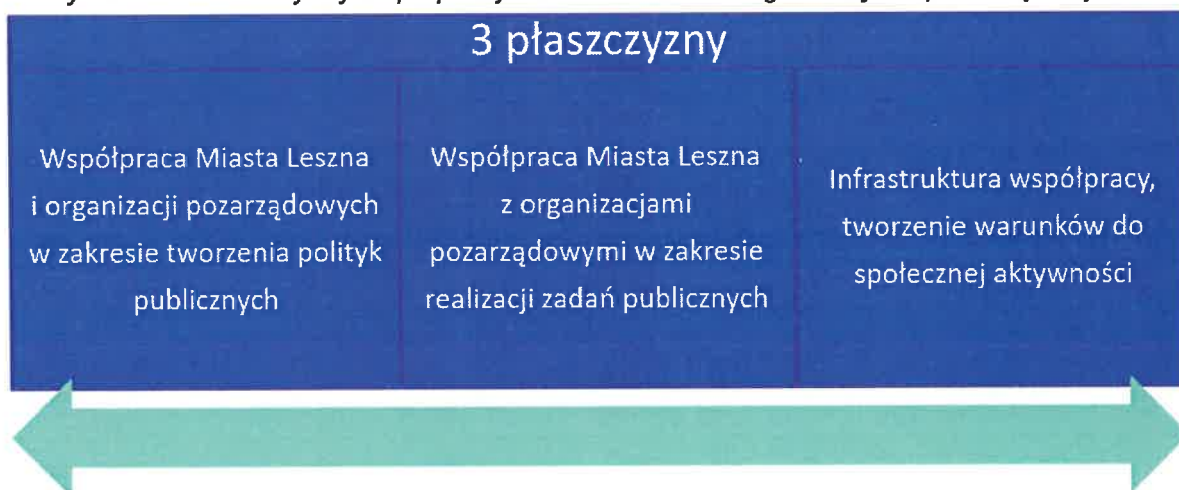 3 płaszczyzny
Współpraca Miasta Leszna
i organizacji pozarządowych
w zakresie tworzenia polityk
publicznych
Współpraca Miasta Leszna
z organizacjami
pozarządowymi w zakresie
realizacji zadań publicznych
Infrastruktura współpracy,
tworzenie warunków do
społecznej aktywności